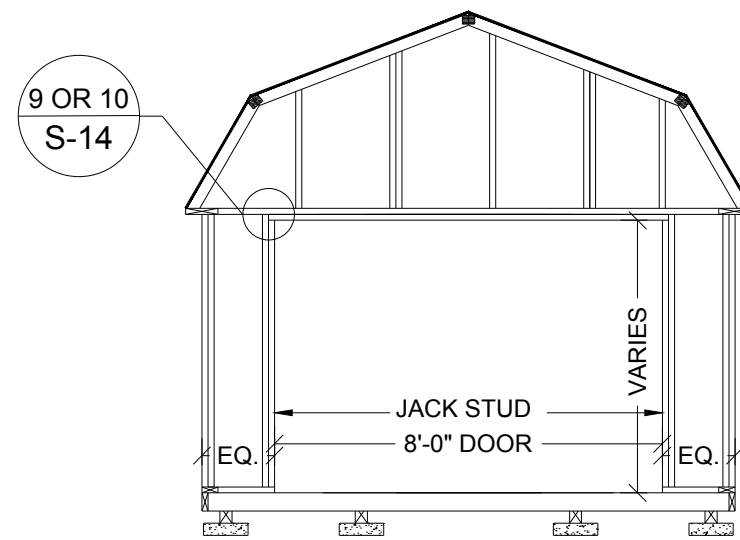 9 OR 10
S-14
VARIES
JACK STUD
8'-0" DOOR
EQ.
EQ.